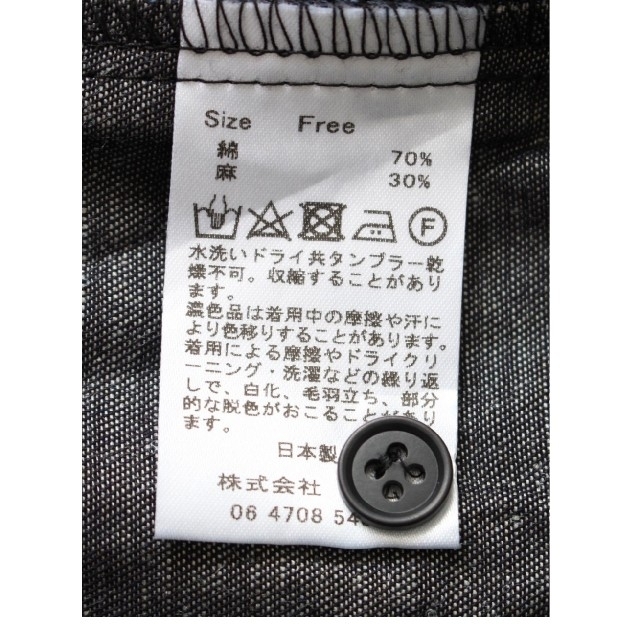 Size Free
綿 70%
麻 30%
F
水洗いドライ共タンブラー乾
燥不可。収縮することがあり
ます。
濃色品は着用中の摩擦や汗に
より色移りすることがあります。
着用による摩擦やドライクリ
ーニング・洗濯などの繰り返
しで、白化、毛羽立ち、部分
的な脱色がおこることがあり
ます。
日本製
株式会社
06 4708